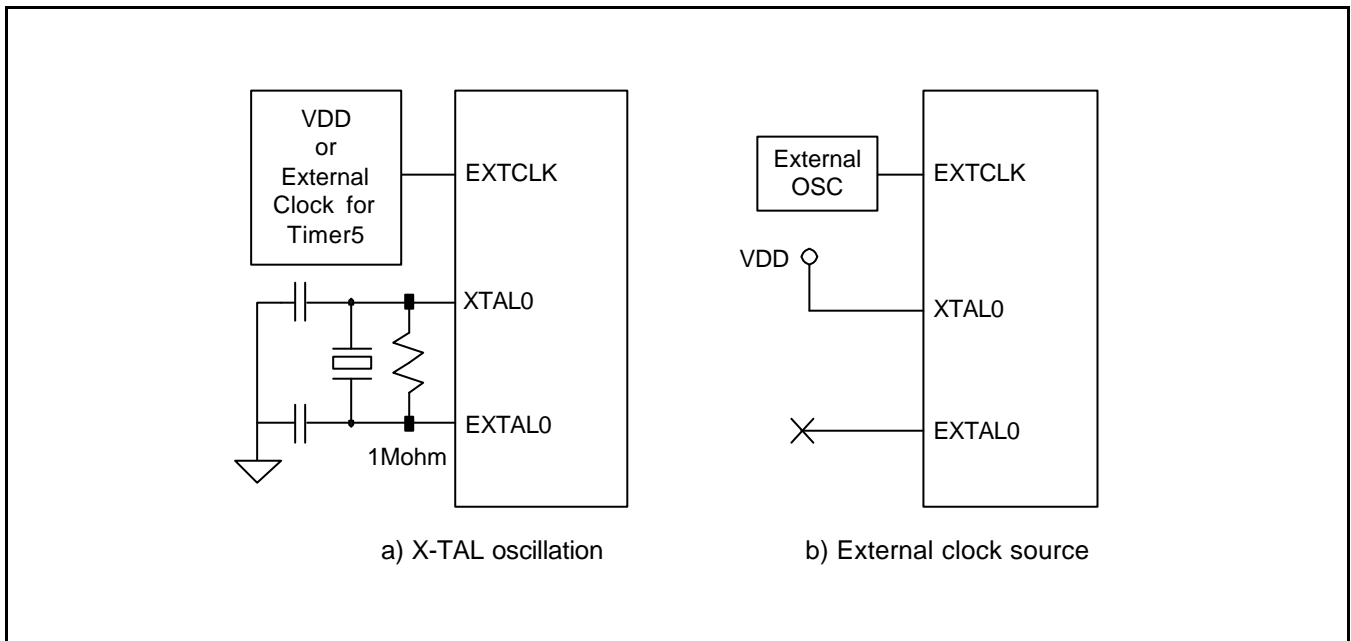 VDD
or
External
Clock for
Timer5
EXTCLK
XTAL0
EXTAL0
1Mohm
a) X-TAL oscillation
External
OSC
EXTCLK
VDD
XTAL0
EXTAL0
b) External clock source